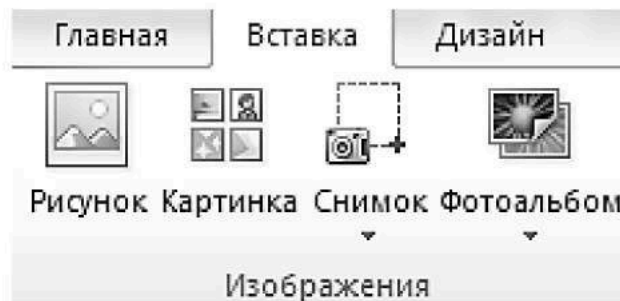 Главная Вставка Дизайн
Рисунок Картинка Снимок Фотоальбом
Изображения